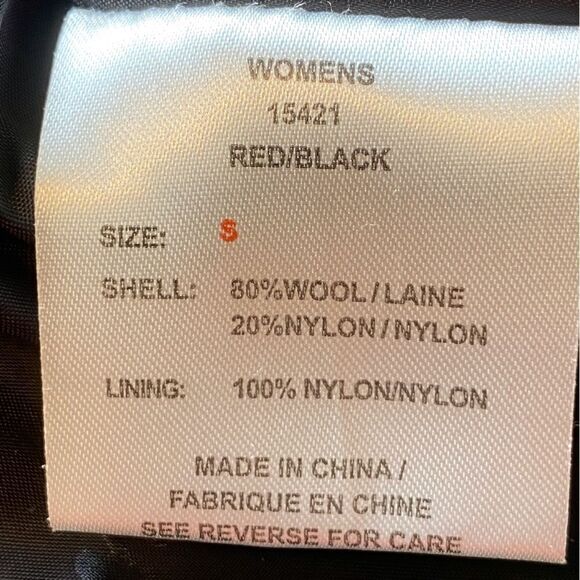 WOMENS
15421
RED/BLACK
SIZE: S
SHELL: 80%WOOL/LAINE
20%NYLON/NYLON
LINING: 100% NYLON/NYLON
MADE IN CHINA/
FABRIQUE EN CHINE
SEE REVERSE FOR CARE